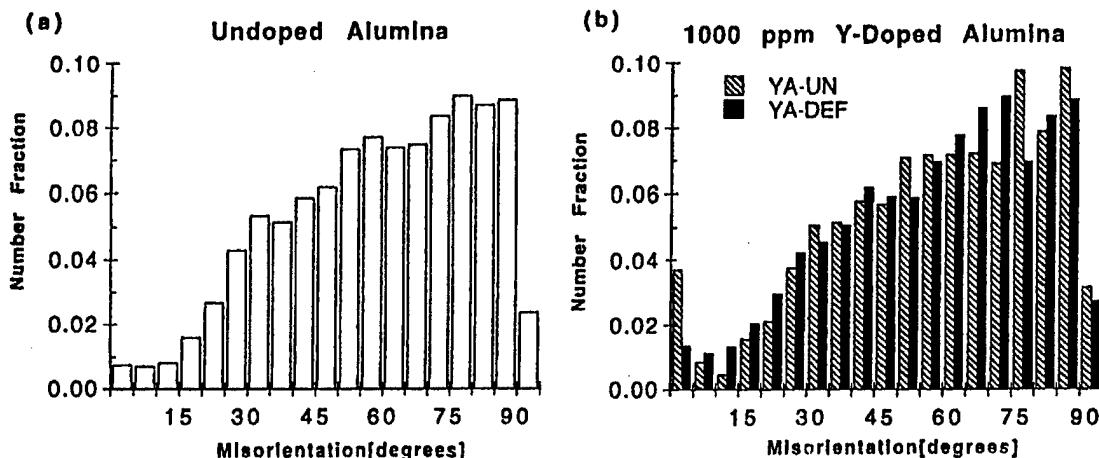 (a)
Undoped Alumina
0.10
0.08
0.06
0.04
0.02
0.00
Number Fraction
15 30 45 60 75 90
Misorientation[degrees]
(b)
1000 ppm Y-Doped Alumina
YA-UN
YA-DEF
0.10
0.08
0.06
0.04
0.02
0.00
Number Fraction
15 30 45 60 75 90
Misorientation[degrees]